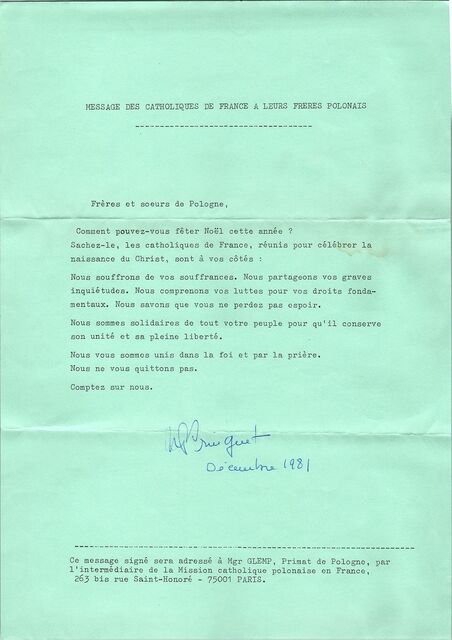 MESSAGE DES CATHOLIQUES DE FRANCE A LEURS FRERES POLONAIS
Frères et soeurs de Pologne,
Comment pouvez-vous fêter Noël cette année ?
Sachez-le, les catholiques de France, réunis pour célébrer la
naissance du Christ, sont à vos côtés :
Nous souffrons de vos souffrances. Nous partageons vos graves
inquiétudes. Nous comprenons vos luttes pour vos droits fonda-
mentaux. Nous savons que vous ne perdez pas espoir.
Nous sommes solidaires de tout votre peuple pour qu'il conserve
son unité et sa pleine liberté.
Nous vous sommes unis dans la foi et par la prière.
Nous ne vous quittons pas.
Comptez sur nous.
Décembre 1981
Ce message signé sera adressé à Mgr GLEMP, Primat de Pologne, par
l'intermédiaire de la Mission catholique polonaise en France,
263 bis rue Saint-Honoré - 75001 PARIS.